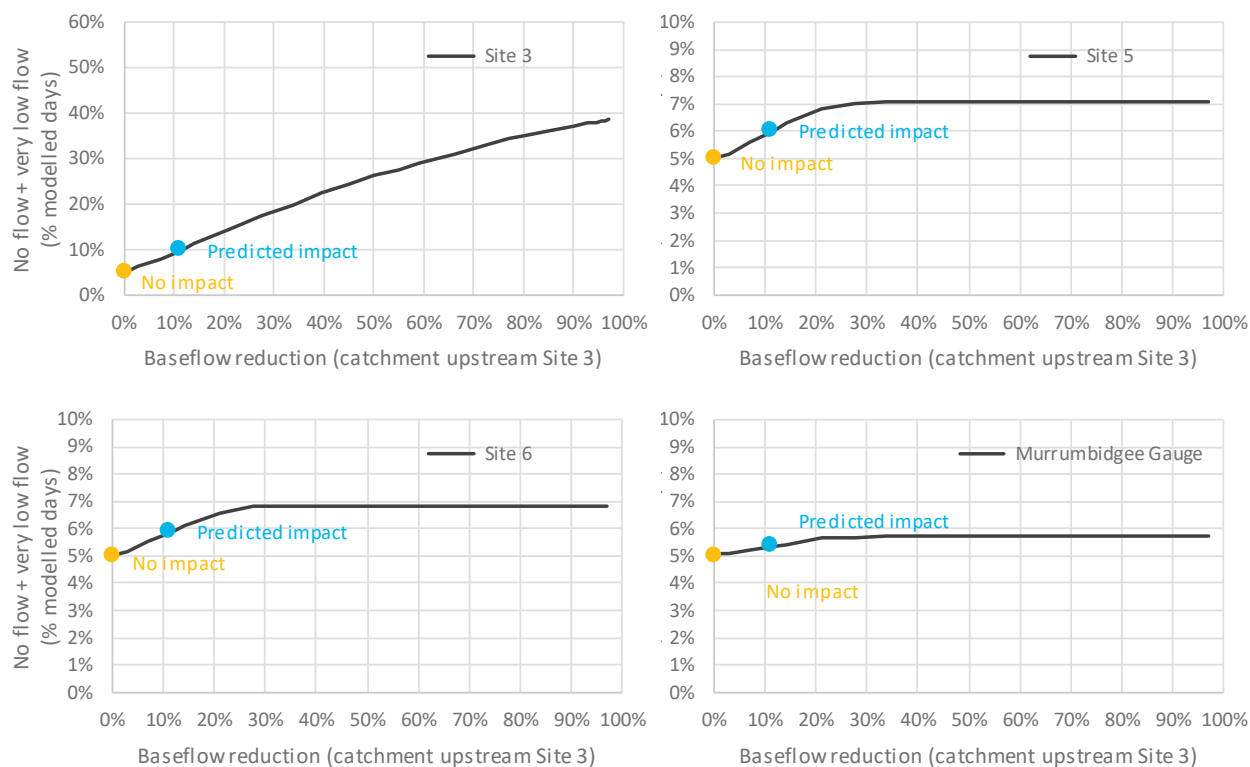 No flow + very low flow
(% modelled days)
60%
50%
40%
30%
20%
10%
0%
Site 3
Predicted impact
No impact
0% 10% 20% 30% 40% 50% 60% 70% 80% 90% 100%
Baseflow reduction (catchment upstream Site 3)
10%
9%
8%
7%
6%
5%
4%
3%
2%
1%
0%
Site 5
Predicted impact
No impact
0% 10% 20% 30% 40% 50% 60% 70% 80% 90% 100%
Baseflow reduction (catchment upstream Site 3)
No flow + very low flow
(% modelled days)
10%
9%
8%
7%
6%
5%
4%
3%
2%
1%
0%
Site 6
Predicted impact
No impact
0% 10% 20% 30% 40% 50% 60% 70% 80% 90% 100%
Baseflow reduction (catchment upstream Site 3)
10%
9%
8%
7%
6%
5%
4%
3%
2%
1%
0%
Murrumbidgee Gauge
Predicted impact
No impact
0% 10% 20% 30% 40% 50% 60% 70% 80% 90% 100%
Baseflow reduction (catchment upstream Site 3)